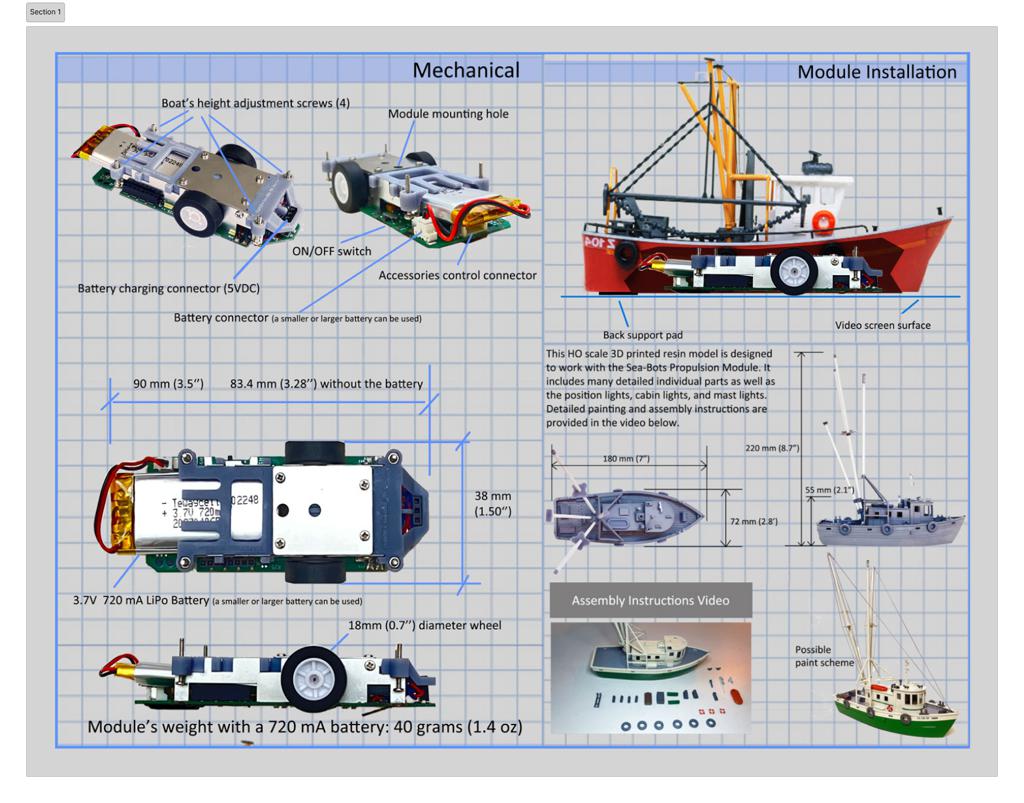 Section 1
Mechanical
Boat's height adjustment screws (4)
Module mounting hole
ON/OFF switch
Accessories control connector
Battery charging connector (5VDC)
Battery connector (a smaller or larger battery can be used)
90 mm (3.5’’)
83.4 mm (3.28’’) without the battery
02248
+ 3.7V 720m
38 mm
(1.50’’)
3.7V 720 mA LiPo Battery (a smaller or larger battery can be used)
18mm (0.7’’) diameter wheel
Module's weight with a 720 mA battery: 40 grams (1.4 oz)
Module Installation
Back support pad
Video screen surface
This HO scale 3D printed resin model is designed
to work with the Sea-Bots Propulsion Module. It
includes many detailed individual parts as well as
the position lights, cabin lights, and mast lights.
Detailed painting and assembly instructions are
provided in the video below.
220 mm (8.7”)
180 mm (7”)
55 mm (2.1”)
72 mm (2.8’)
Assembly Instructions Video
Possible
paint scheme